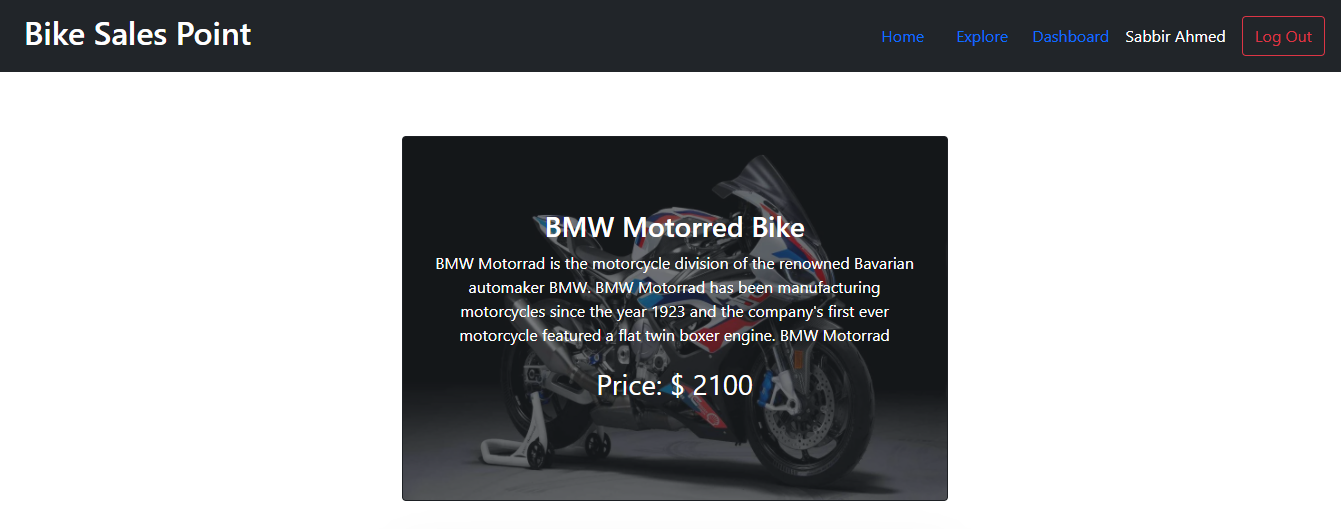 Bike Sales Point
Home Explore Dashboard Sabbir Ahmed Log Out
BMW Motorred Bike
BMW Motorrad is the motorcycle division of the renowned Bavarian
automaker BMW. BMW Motorrad has been manufacturing
motorcycles since the year 1923 and the company's first ever
motorcycle featured a flat twin boxer engine. BMW Motorrad
Price: $ 2100